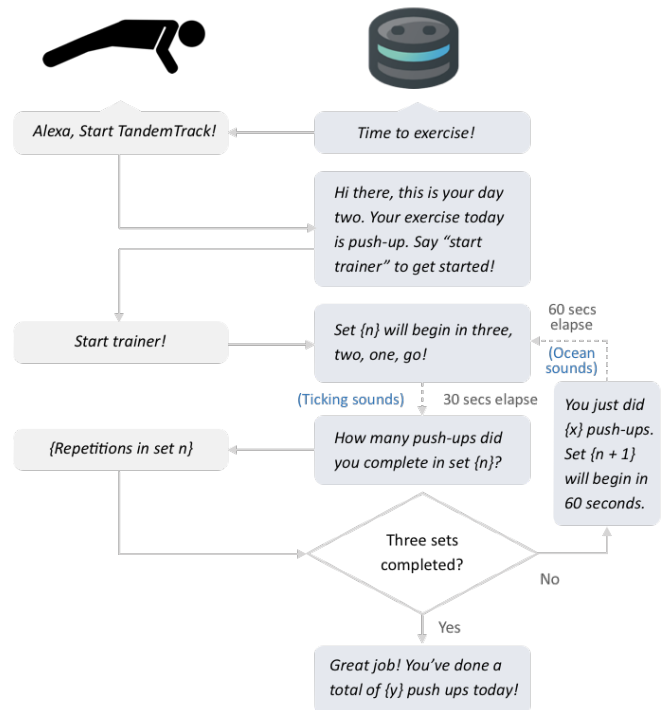 Alexa, Start TandemTrack!
Time to exercise!
Hi there, this is your day
two. Your exercise today
is push-up. Say “start
trainer” to get started!
Start trainer!
Set {n} will begin in three,
two, one, go!
60 secs
elapse
(Ocean
sounds)
(Ticking sounds)
30 secs elapse
You just did
{x} push-ups.
Set {n + 1}
will begin in
60 seconds.
{Repetitions in set n}
How many push-ups did
you complete in set {n}?
Three sets
completed?
No
Yes
Great job! You’ve done a
total of {y} push ups today!